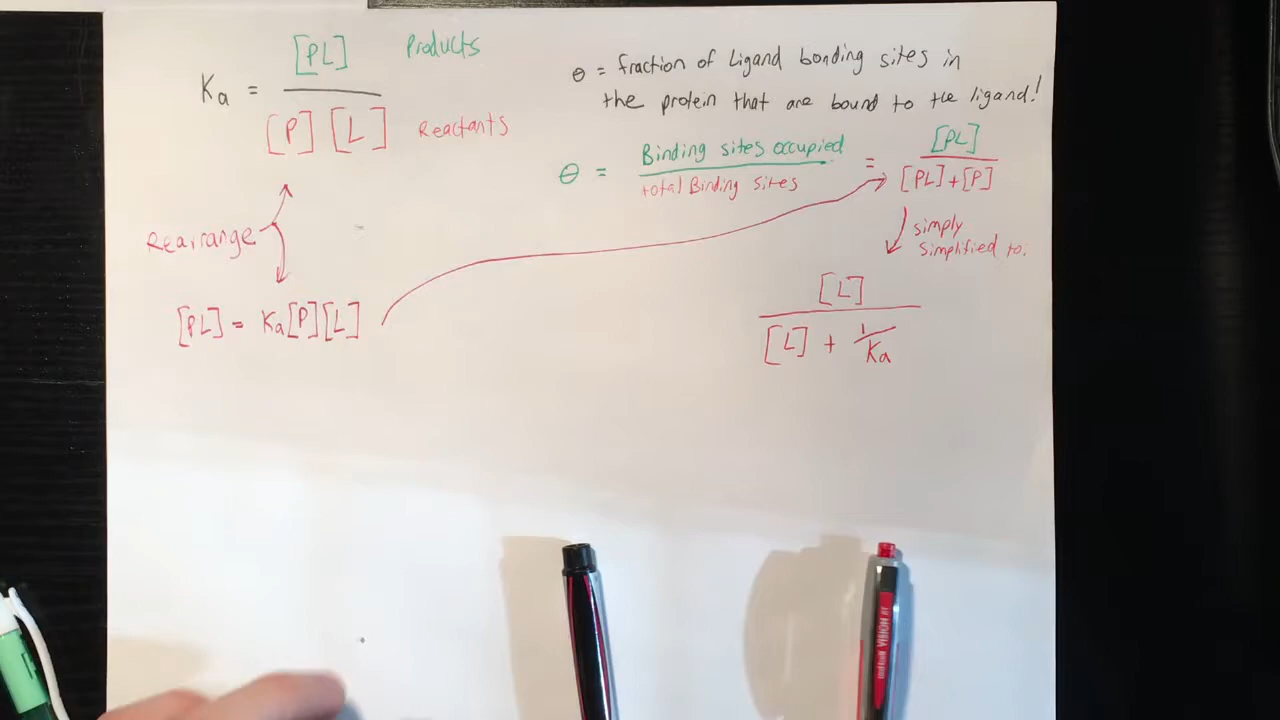 Ka = [PL] / [P] [L]
Products
Reactants
Rearrange
[PL] = Ka[P][L]
θ = fraction of Ligand bonding sites in
the protein that are bound to the ligand!
θ = Binding sites occupied / total Binding sites = [PL] / [PL]+[P]
simply
simplified to.
[L] / [L] + 1/Ka
VISION